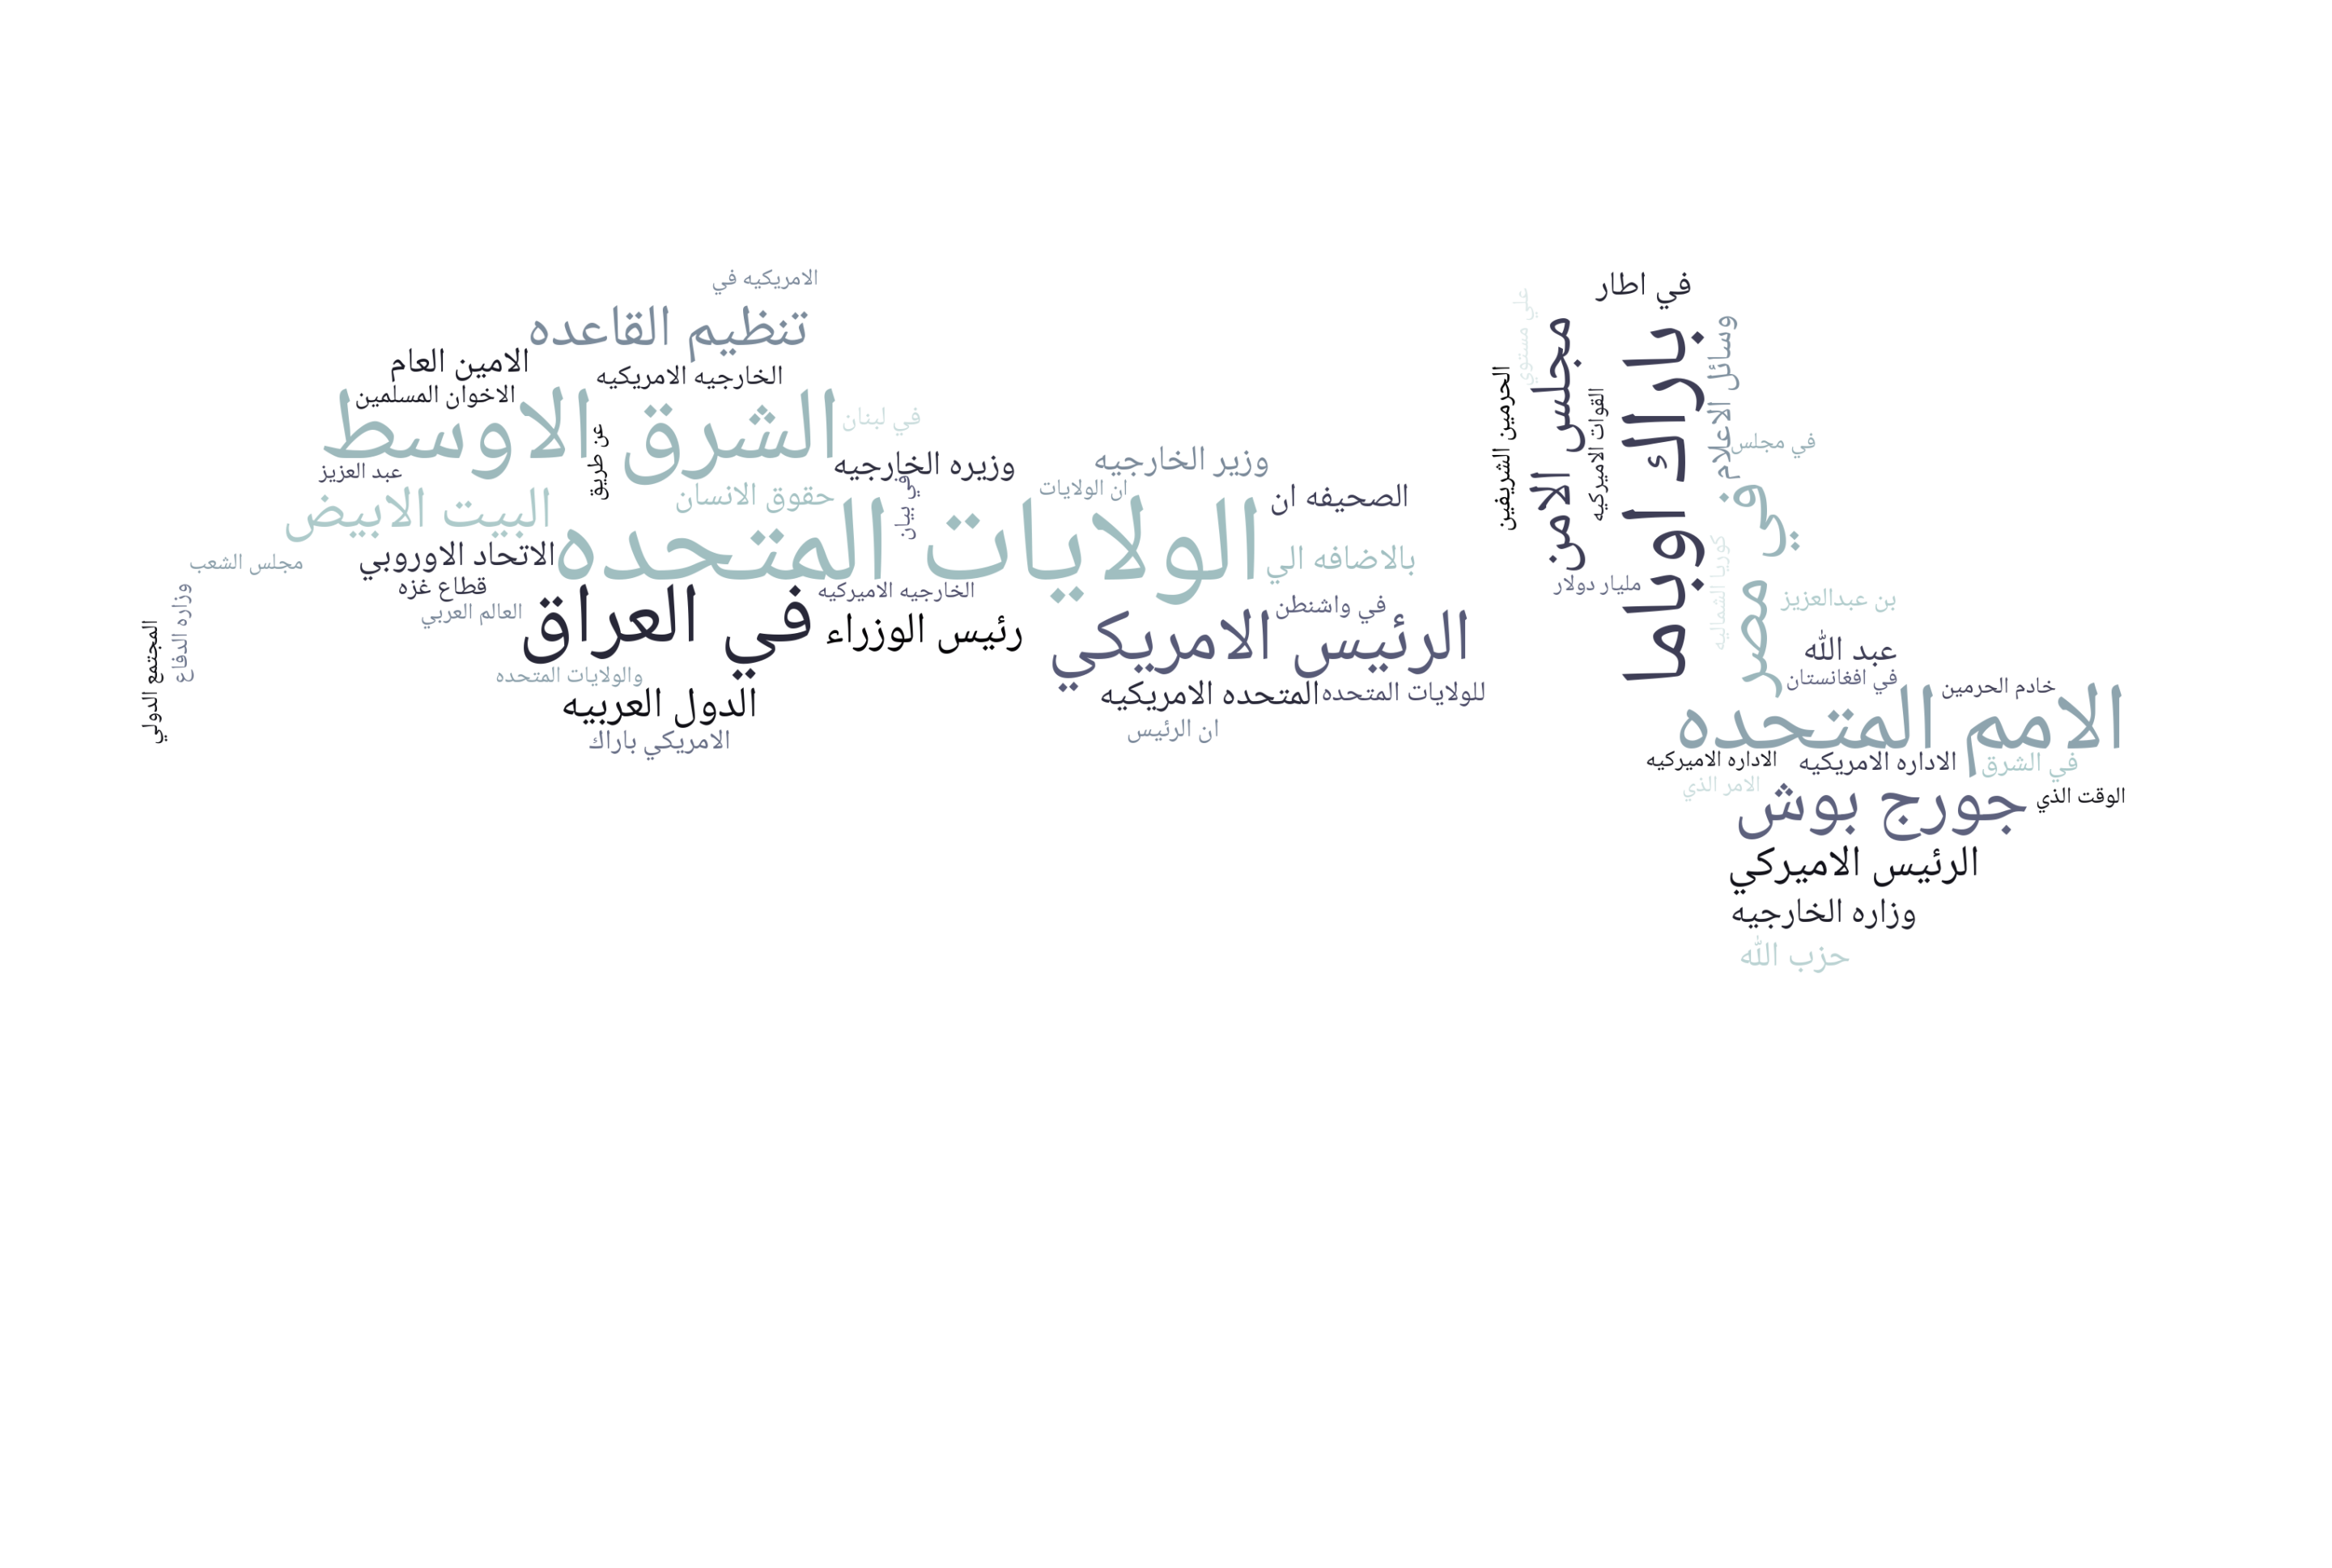 الامريكيه في
تنظيم القاعده
الامين العام
الخارجيه الامريكيه
الاخوان المسلمين
الشرق الاوسط
في لبنان
عن طريق
عبد العزيز
وزيره الخارجيه
وزير الخارجيه
البيت الابيض
حقوق الانسان
في بيان
ان الولايات
الصحيفه ان
الولايات المتحده
بالاضافه الي
مجلس الشعب
الاتحاد الاوروبي
قطاع غزه
العالم العربي
وزاره الدفاع
المجتمع الدولي
في العراق
الخارجيه الاميركيه
رئيس الوزراء
في واشنطن
الرئيس الامريكي
والولايات المتحده
الدول العربيه
المتحده الامريكيه
للولايات المتحده
الامريكي باراك
ان الرئيس
في اطار
علي مستوي
مجلس الامن
الحرمين الشريفين
القوات الاميركيه
باراك اوباما
وسائل الاعلام
في مجلس
في مصر
كوريا الشماليه
مليار دولار
بن عبدالعزيز
عبد الله
في افغانستان
خادم الحرمين
الامم المتحده
الاداره الاميركيه
الاداره الامريكيه
في الشرق
الامر الذي
الوقت الذي
جورج بوش
الرئيس الاميركي
وزاره الخارجيه
حزب الله